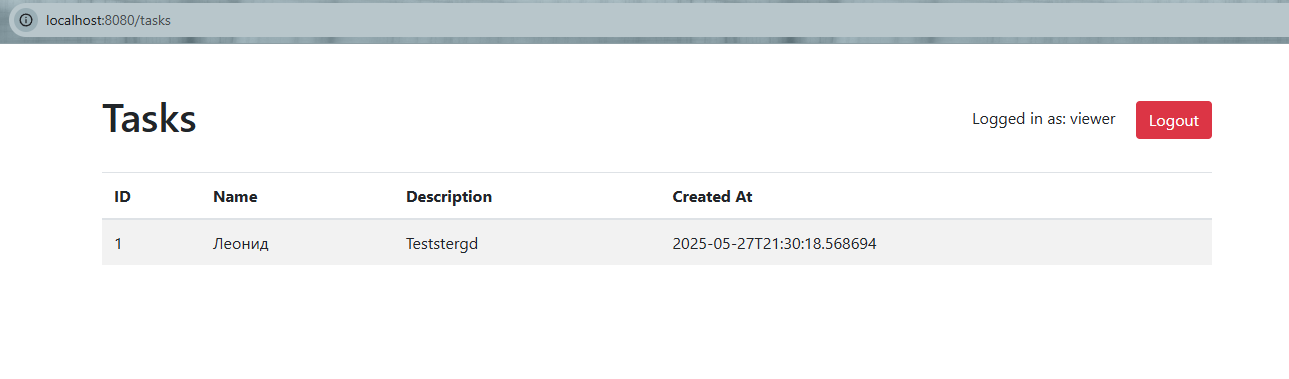 localhost:8080/tasks
Tasks
Logged in as: viewer Logout
ID Name Description Created At
1 Леонид Teststergd 2025-05-27T21:30:18.568694